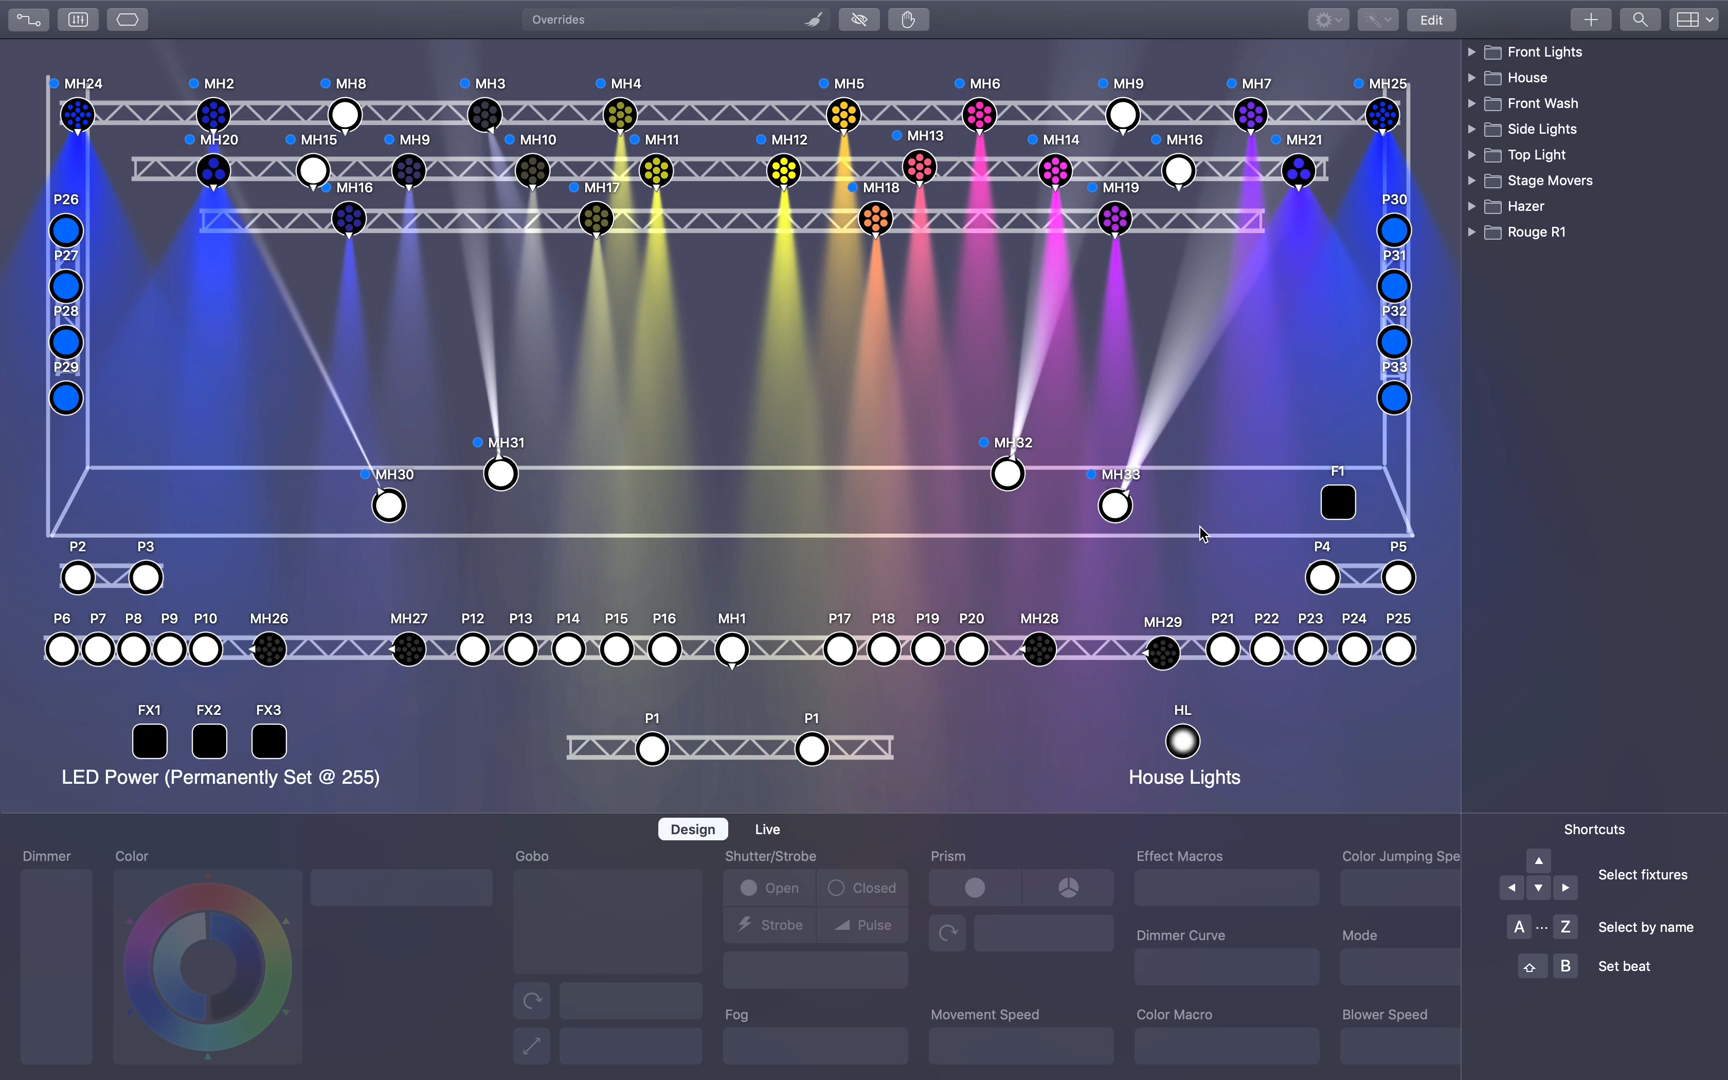 Overrides
Edit
MH24 MH2 MH8 MH3 MH4 MH5 MH6 MH9 MH7 MH25
MH20 MH15 MH9 MH10 MH11 MH12 MH13 MH14 MH16 MH21
MH16 MH17 MH18 MH19
P26 P30
P27 P31
P28 P32
P29 P33
MH31 MH32
MH30 MH33 F1
P2 P3 P4 P5
P6 P7 P8 P9 P10 MH26 MH27 P12 P13 P14 P15 P16 MH1 P17 P18 P19 P20 MH28 MH29 P21 P22 P23 P24 P25
FX1 FX2 FX3 P1 P1 HL
LED Power (Permanently Set @ 255) House Lights
Front Lights
House
Front Wash
Side Lights
Top Light
Stage Movers
Hazer
Rouge R1
Design Live
Dimmer Color Gobo Shutter/Strobe Prism Effect Macros Color Jumping Spe
Open Closed
Strobe Pulse
Dimmer Curve Mode
Fog Movement Speed Color Macro Blower Speed
Shortcuts
Select fixtures
A ... Z Select by name
B Set beat